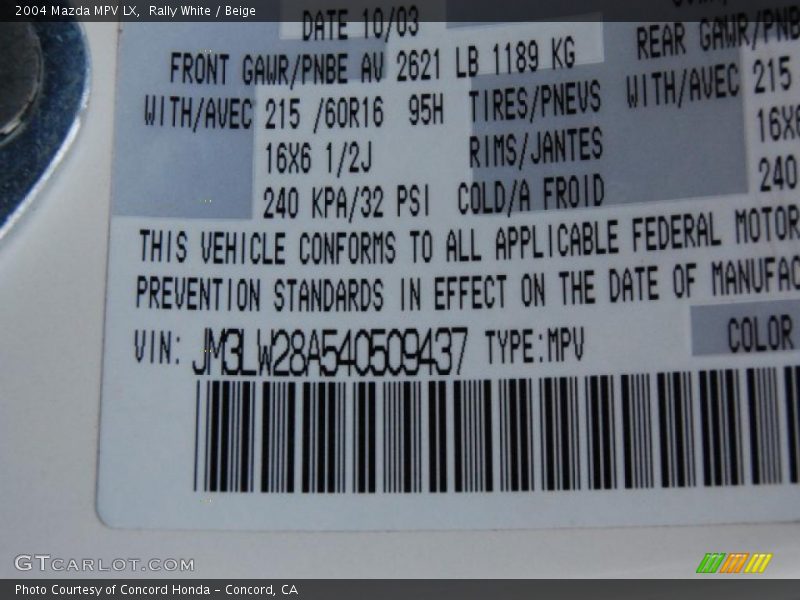 2004 Mazda MPV LX, Rally White / Beige
DATE 10/03
FRONT GAWR/PNBE AV 2621 LB 1189 KG
REAR GAWR/PNB
WITH/AVEC 215 /60R16 95H TIRES/PNEUS WITH/AVEC 215
16X6 1/2J RIMS/JANTES 16X6
240 KPA/32 PSI COLD/A FROID 240
THIS VEHICLE CONFORMS TO ALL APPLICABLE FEDERAL MOTOR
PREVENTION STANDARDS IN EFFECT ON THE DATE OF MANUFAC
VIN: JM3LW28A540509437 TYPE:MPV COLOR
GTCARLOT.COM
Photo Courtesy of Concord Honda - Concord, CA